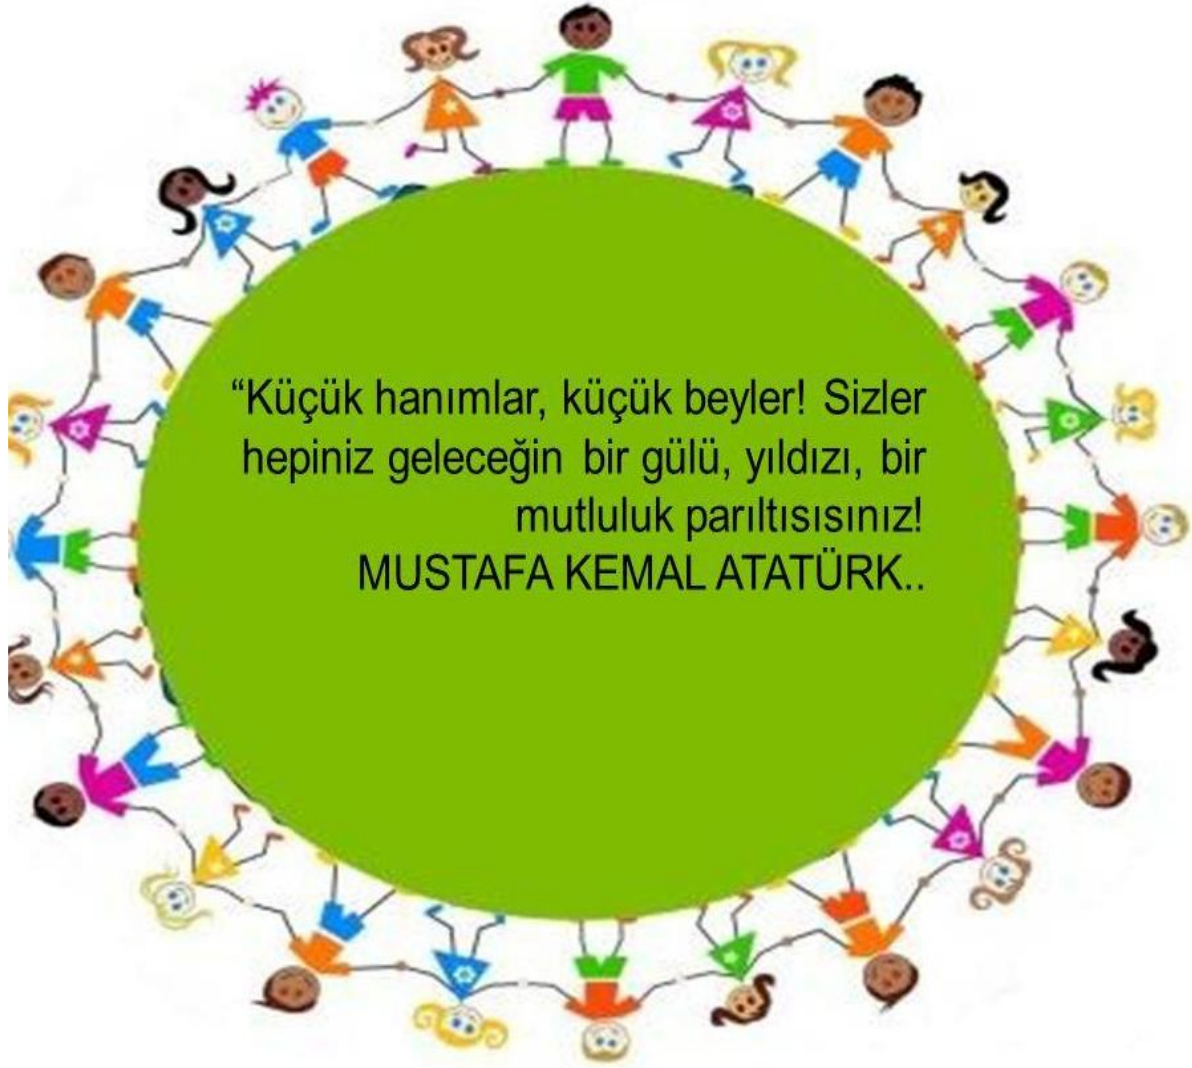 “Küçük hanımlar, küçük beyler! Sizler
hepiniz geleceğin bir gülü, yıldızı, bir
mutluluk parıltısısınız!
MUSTAFA KEMAL ATATÜRK..